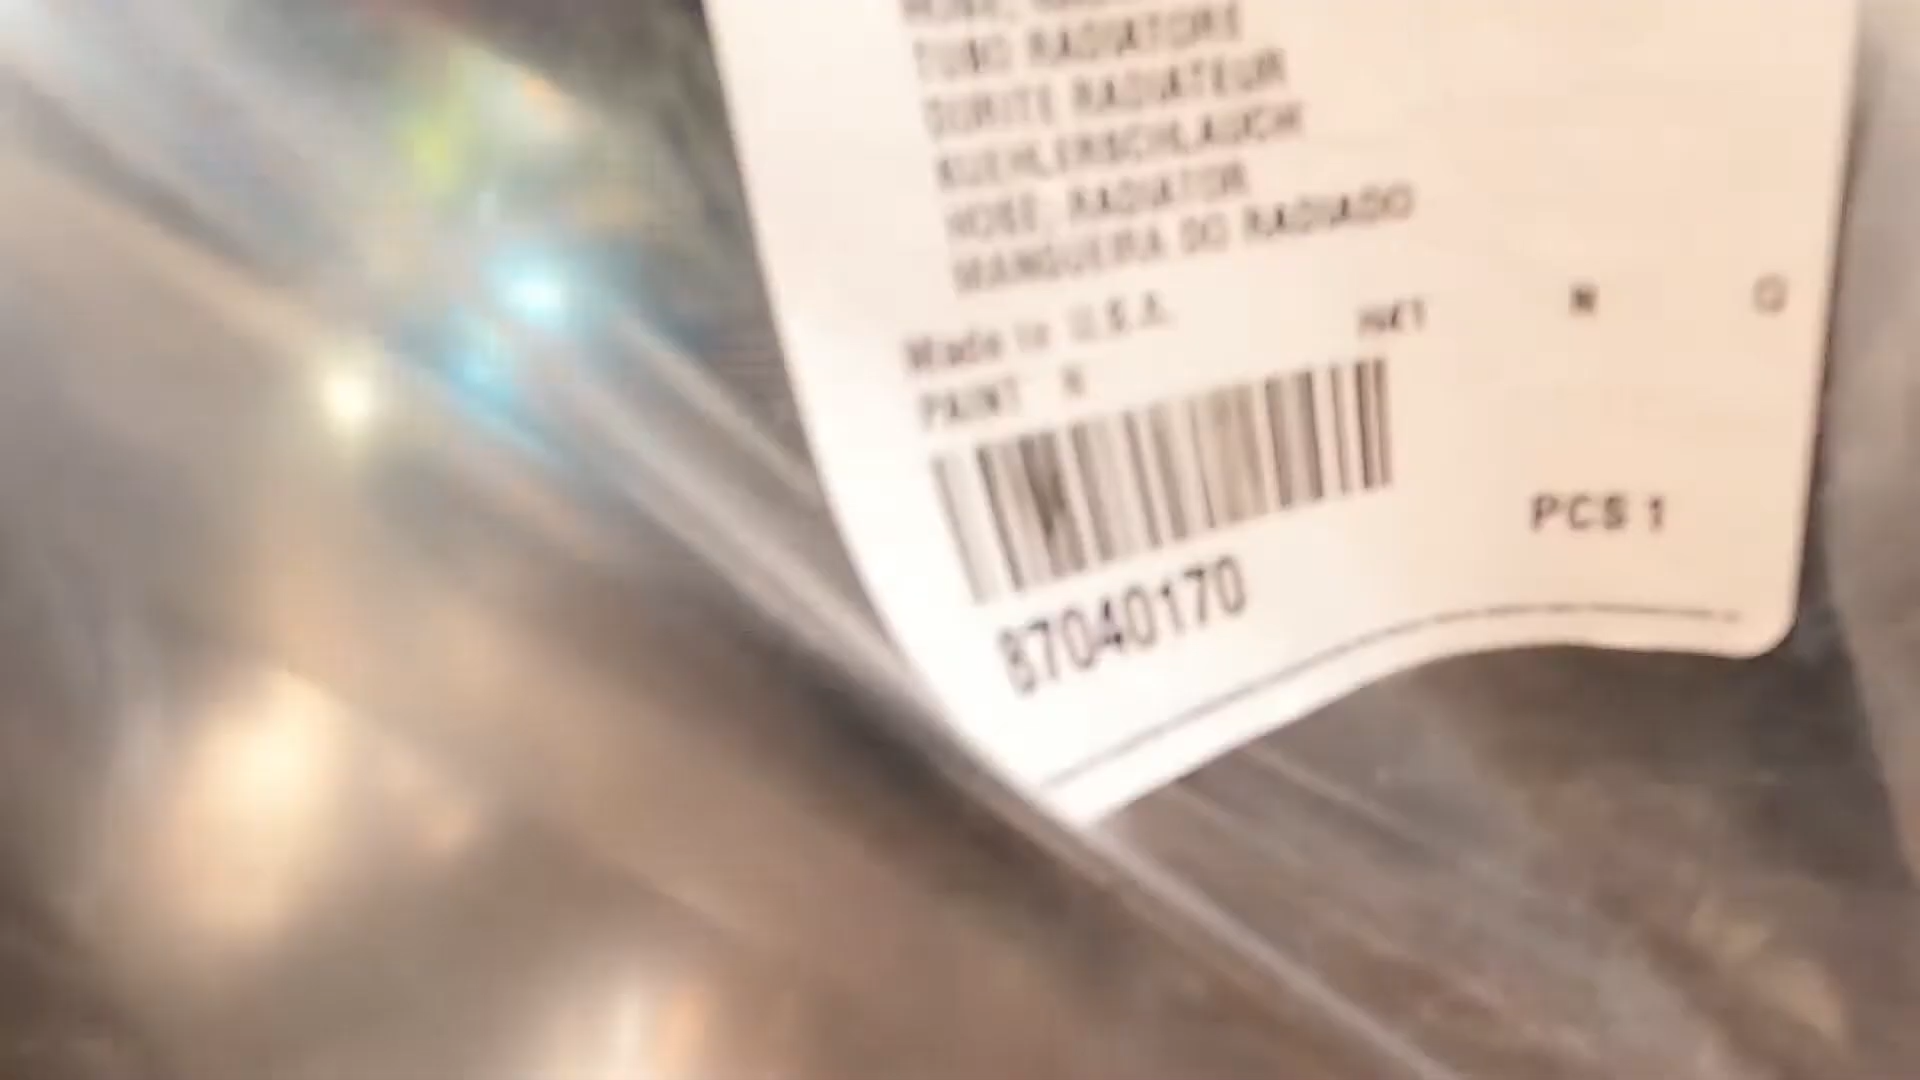 TUBO RADIATORE
DURITE RADIATEUR
KUEHLERSCHLAUCH
HOSE, RADIATOR
MANGUEIRA DO RADIADO
Made in U.S.A.
PAINT N
N
PCS 1
87040170